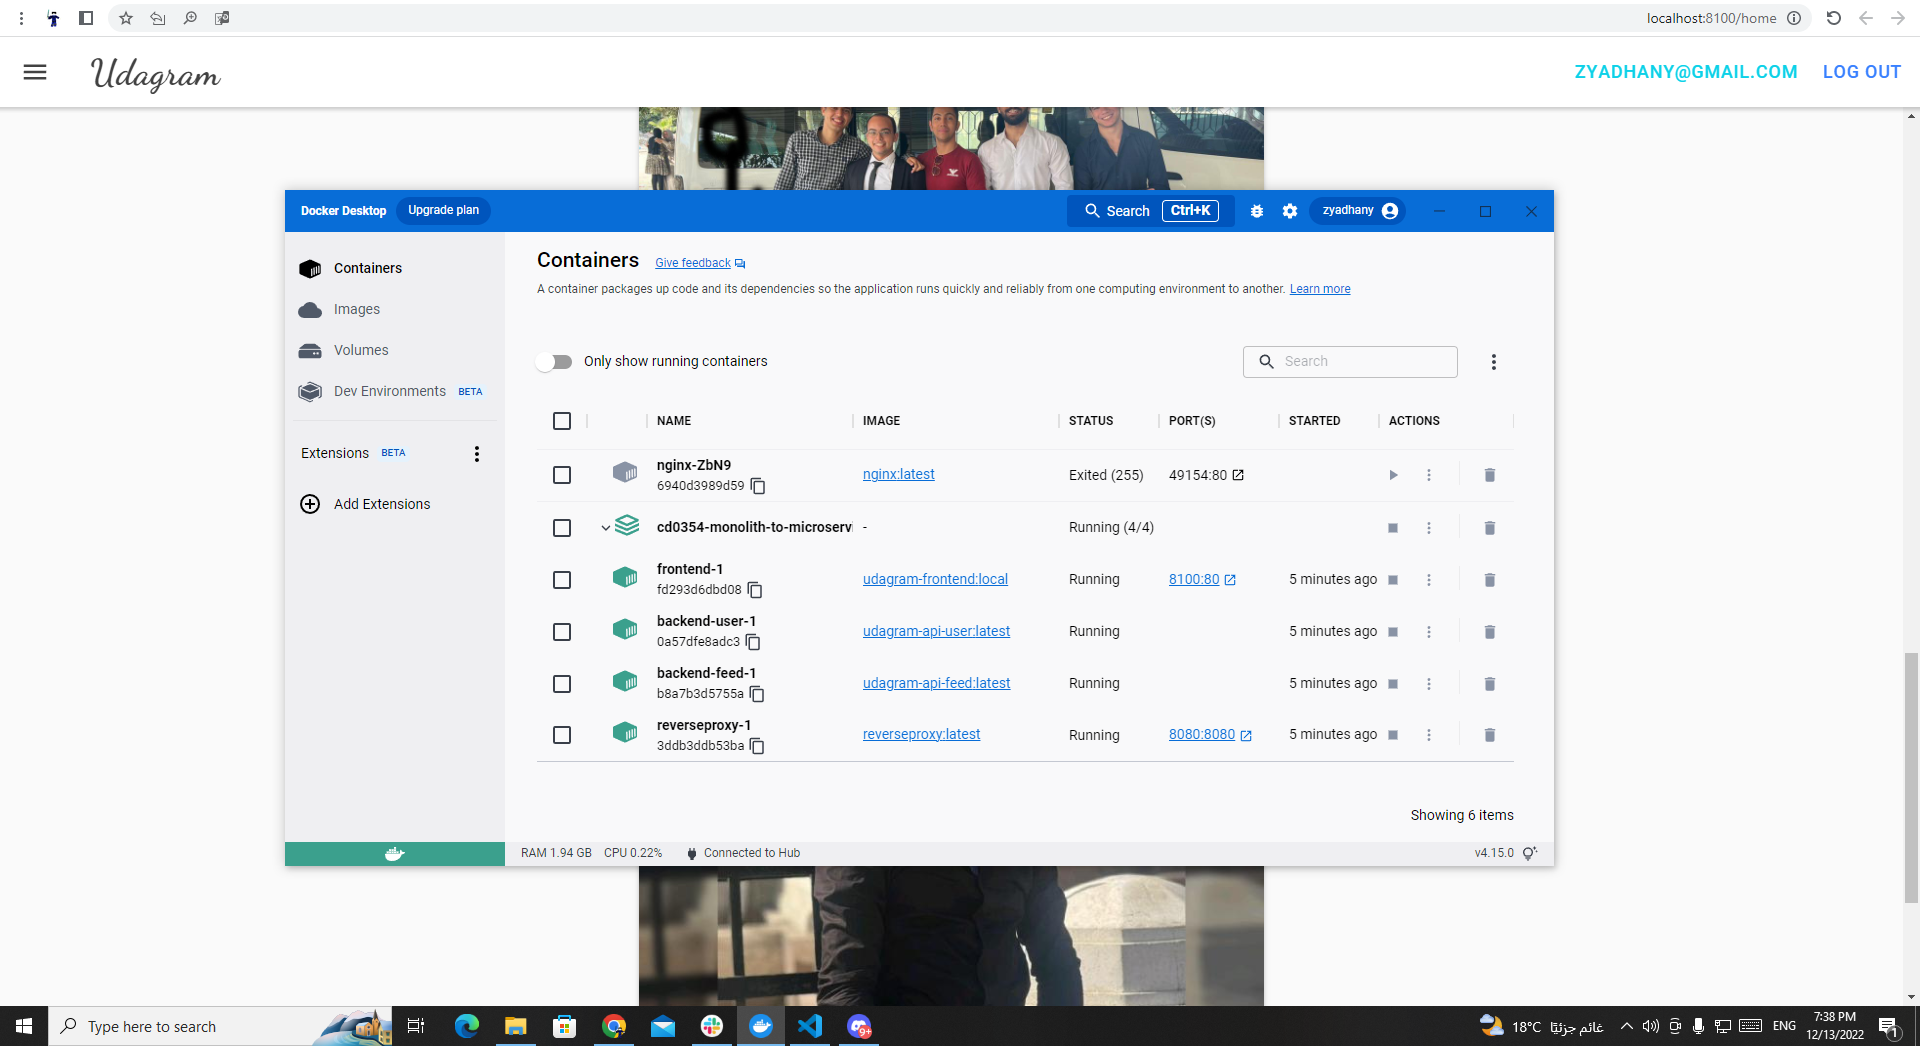 localhost:8100/home
Udagram
ZYADHANY@GMAIL.COM LOG OUT
Docker Desktop Upgrade plan Search Ctrl+K zyadhany
Containers
Images
Volumes
Dev Environments BETA
Extensions BETA
Add Extensions
Containers Give feedback
A container packages up code and its dependencies so the application runs quickly and reliably from one computing environment to another. Learn more
Only show running containers Search
NAME IMAGE STATUS PORT(S) STARTED ACTIONS
nginx-ZbN9
6940d3989d59 nginx:latest Exited (255) 49154:80
cd0354-monolith-to-microservi - Running (4/4)
frontend-1
fd293d6dbd08 udagram-frontend:local Running 8100:80 5 minutes ago
backend-user-1
0a57dfe8adc3 udagram-api-user:latest Running 5 minutes ago
backend-feed-1
b8a7b3d5755a udagram-api-feed:latest Running 5 minutes ago
reverseproxy-1
3ddb3ddb53ba reverseproxy:latest Running 8080:8080 5 minutes ago
Showing 6 items
RAM 1.94 GB CPU 0.22% Connected to Hub v4.15.0
Type here to search
9+
18°C غائم جزئيًا
ENG
7:38 PM
12/13/2022
1